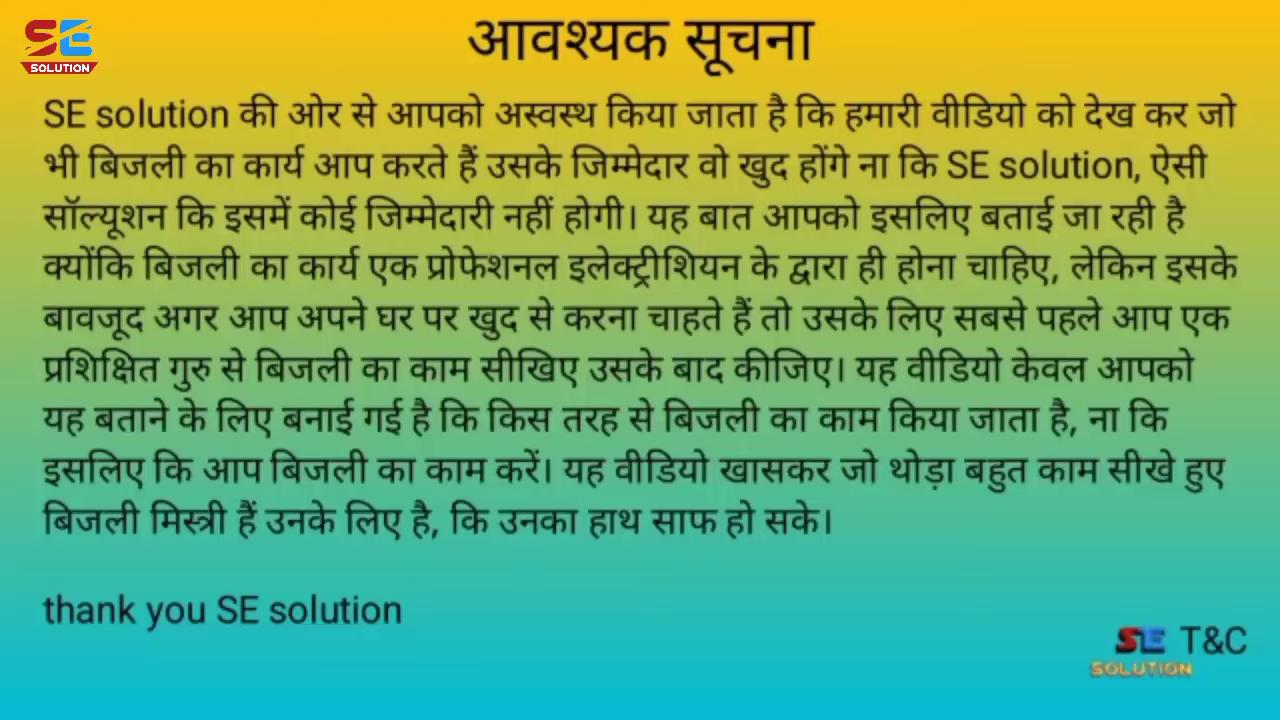 SE
SOLUTION
आवश्यक सूचना
SE solution की ओर से आपको अस्वस्थ किया जाता है कि हमारी वीडियो को देख कर जो
भी बिजली का कार्य आप करते हैं उसके जिम्मेदार वो खुद होंगे ना कि SE solution, ऐसी
सॉल्यूशन कि इसमें कोई जिम्मेदारी नहीं होगी। यह बात आपको इसलिए बताई जा रही है
क्योंकि बिजली का कार्य एक प्रोफेशनल इलेक्ट्रीशियन के द्वारा ही होना चाहिए, लेकिन इसके
बावजूद अगर आप अपने घर पर खुद से करना चाहते हैं तो उसके लिए सबसे पहले आप एक
प्रशिक्षित गुरु से बिजली का काम सीखिए उसके बाद कीजिए। यह वीडियो केवल आपको
यह बताने के लिए बनाई गई है कि किस तरह से बिजली का काम किया जाता है, ना कि
इसलिए कि आप बिजली का काम करें। यह वीडियो खासकर जो थोड़ा बहुत काम सीखे हुए
बिजली मिस्त्री हैं उनके लिए है, कि उनका हाथ साफ हो सके।
thank you SE solution
SE T&C
SOLUTION